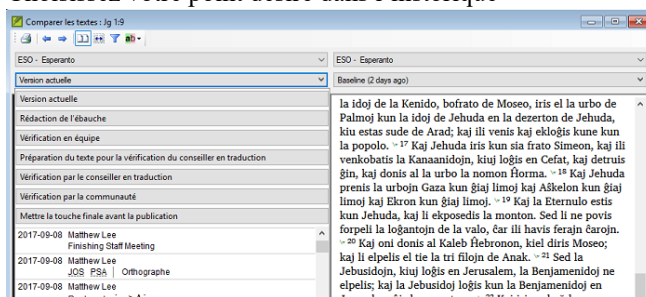 Comparer les textes : Jg 1:9
ESO - Esperanto
ESO - Esperanto
Version actuelle
Baseline (2 days ago)
Version actuelle
Rédaction de l'ébauche
Vérification en équipe
Préparation du texte pour la vérification du conseiller en traduction
Vérification par le conseiller en traduction
Vérification par la communauté
Mettre la touche finale avant la publication
2017-09-08 Matthew Lee
Finishing Staff Meeting
2017-09-08 Matthew Lee
JOS PSA | Orthographe
2017-09-08 Matthew Lee
la idoj de la Kenido, bofrato de Moseo, iris el la urbo de
Palmoj kun la idoj de Jehuda en la dezerton de Jehuda,
kiu estas sude de Arad; kaj ili venis kaj ekloĝis kune kun
la popolo. 17 Kaj Jehuda iris kun sia frato Simeon, kaj ili
venkobatis la Kanaanidojn, kiuj loĝis en Cefat, kaj detruis
ĝin, kaj donis al la urbo la nomon Ĥorma. 18 Kaj Jehuda
prenis la urbojn Gaza kun ĝiaj limoj kaj Aŝkelon kun ĝiaj
limoj kaj Ekron kun ĝiaj limoj. 19 Kaj la Eternulo estis
kun Jehuda, kaj li ekposedis la monton. Sed li ne povis
forpeli la loĝantojn de la valo, ĉar ili havis ferajn ĉarojn.
20 Kaj oni donis al Kaleb Ĥebronon, kiel diris Moseo;
kaj li elpelis el tie la tri filojn de Anak. 21 Sed la
Jebusidojn, kiuj loĝis en Jerusalem, la Benjamenidoj ne
elpelis; kaj la Jebusidoj loĝis kun la Benjamenidoj en